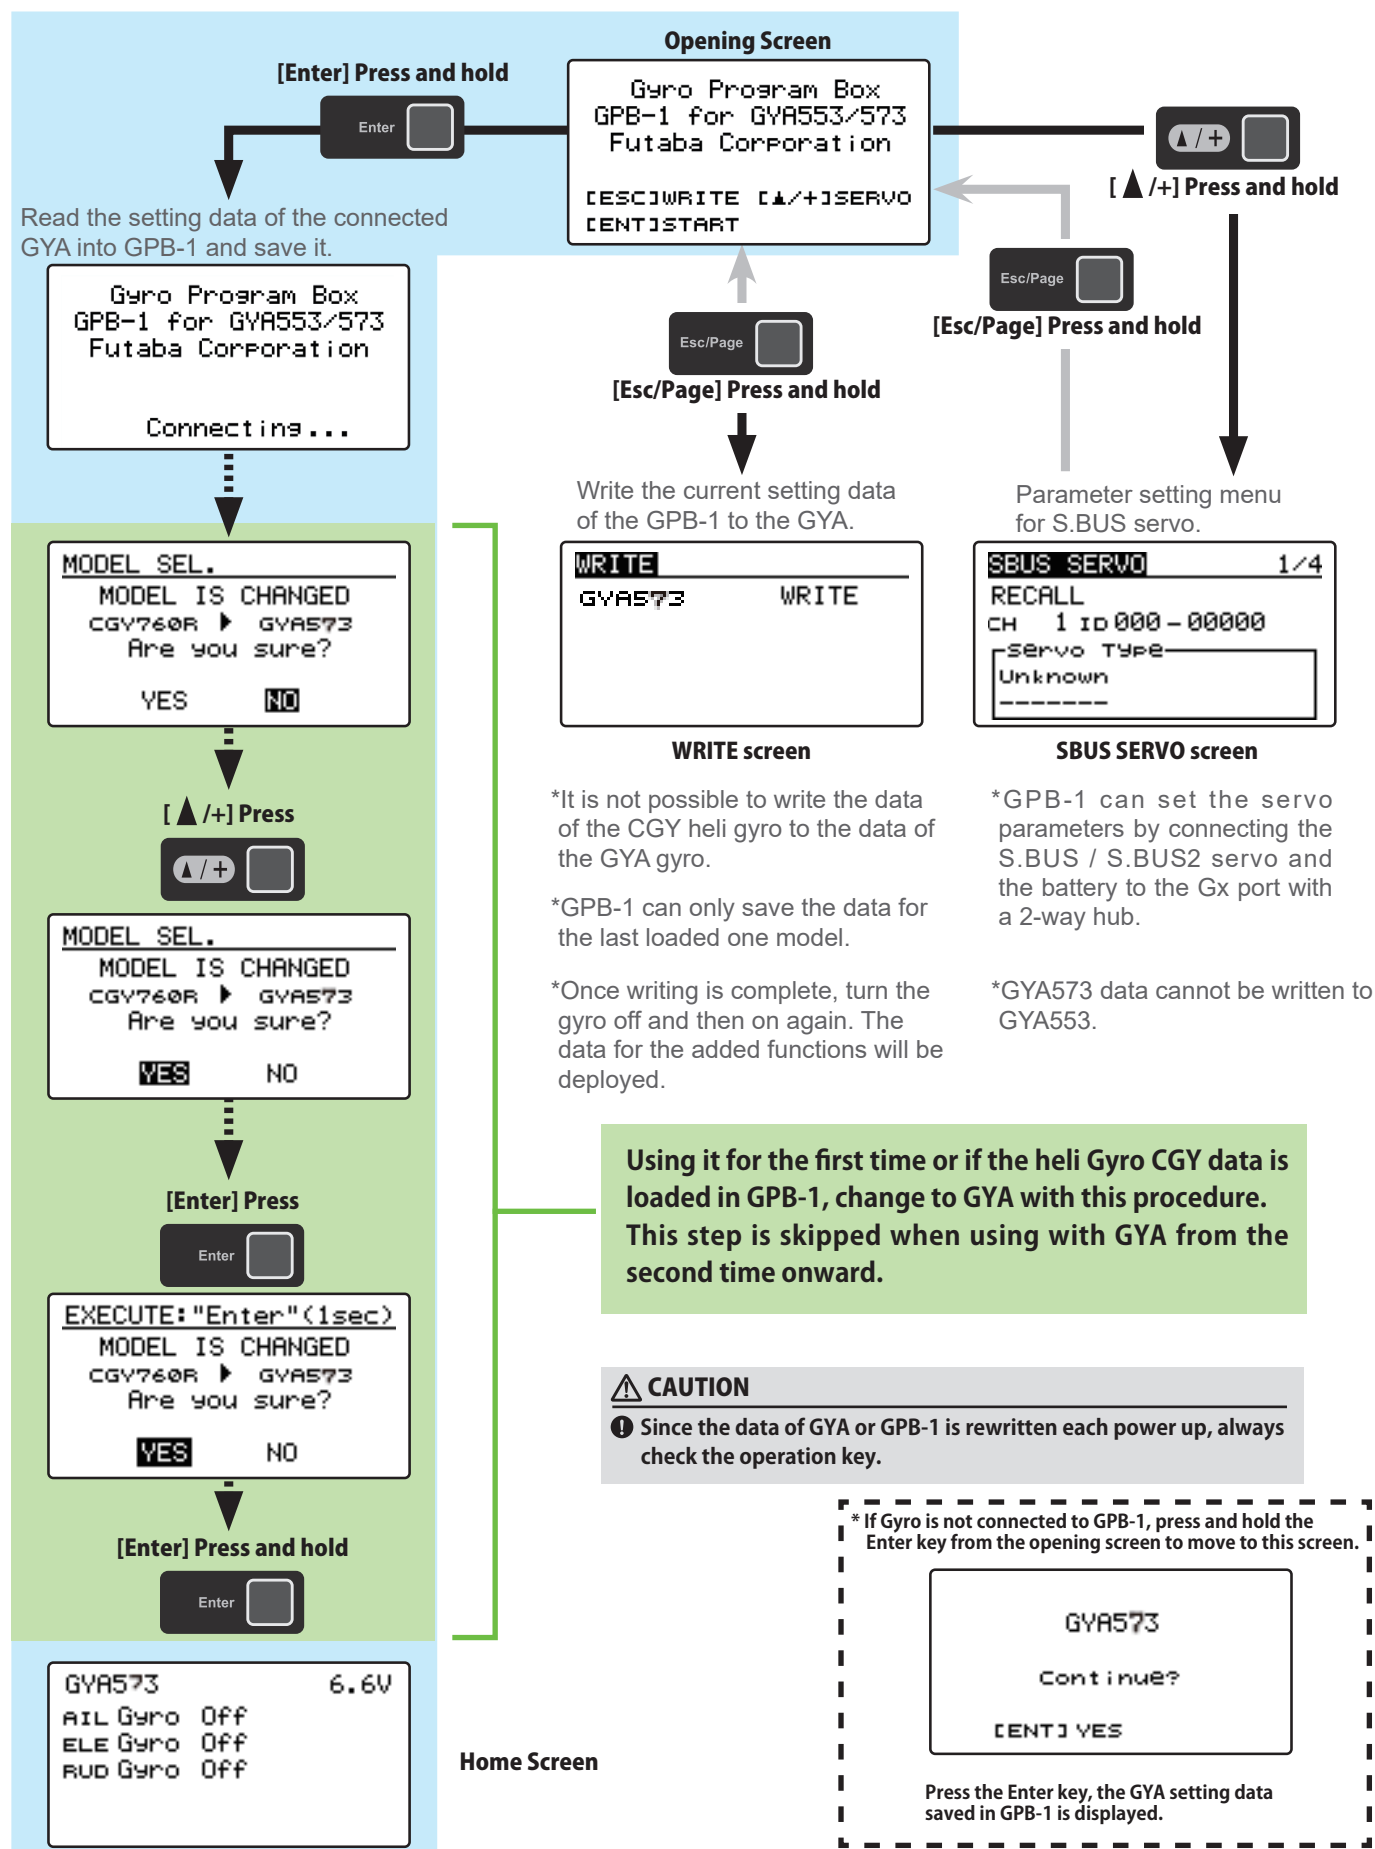 Opening Screen
[Enter] Press and hold
Enter
Gyro Program Box
GPB-1 for GYA553/573
Futaba Corporation
[ESC]WRITE [▲/+]SERVO
[ENT]START
▲/+
[ ▲ /+] Press and hold
Read the setting data of the connected
GYA into GPB-1 and save it.
Gyro Program Box
GPB-1 for GYA553/573
Futaba Corporation
Connecting...
Esc/Page
[Esc/Page] Press and hold
Esc/Page
[Esc/Page] Press and hold
Write the current setting data
of the GPB-1 to the GYA.
WRITE
GYA573 WRITE
WRITE screen
*It is not possible to write the data
of the CGY heli gyro to the data of
the GYA gyro.
*GPB-1 can only save the data for
the last loaded one model.
*Once writing is complete, turn the
gyro off and then on again. The
data for the added functions will be
deployed.
Parameter setting menu
for S.BUS servo.
SBUS SERVO 1/4
RECALL
CH 1 ID 000-00000
Servo Type
Unknown
-------
SBUS SERVO screen
*GPB-1 can set the servo
parameters by connecting the
S.BUS / S.BUS2 servo and
the battery to the Gx port with
a 2-way hub.
*GYA573 data cannot be written to
GYA553.
MODEL SEL.
MODEL IS CHANGED
CGY760R ▶ GYA573
Are you sure?
YES NO
[ ▲ /+] Press
▲/+
MODEL SEL.
MODEL IS CHANGED
CGY760R ▶ GYA573
Are you sure?
YES NO
[Enter] Press
Enter
EXECUTE:"Enter"(1sec)
MODEL IS CHANGED
CGY760R ▶ GYA573
Are you sure?
YES NO
[Enter] Press and hold
Enter
Using it for the first time or if the heli Gyro CGY data is
loaded in GPB-1, change to GYA with this procedure.
This step is skipped when using with GYA from the
second time onward.
CAUTION
Since the data of GYA or GPB-1 is rewritten each power up, always
check the operation key.
GYA573 6.6V
AIL Gyro Off
ELE Gyro Off
RUD Gyro Off
Home Screen
* If Gyro is not connected to GPB-1, press and hold the
Enter key from the opening screen to move to this screen.
GYA573
Continue?
[ENT] YES
Press the Enter key, the GYA setting data
saved in GPB-1 is displayed.